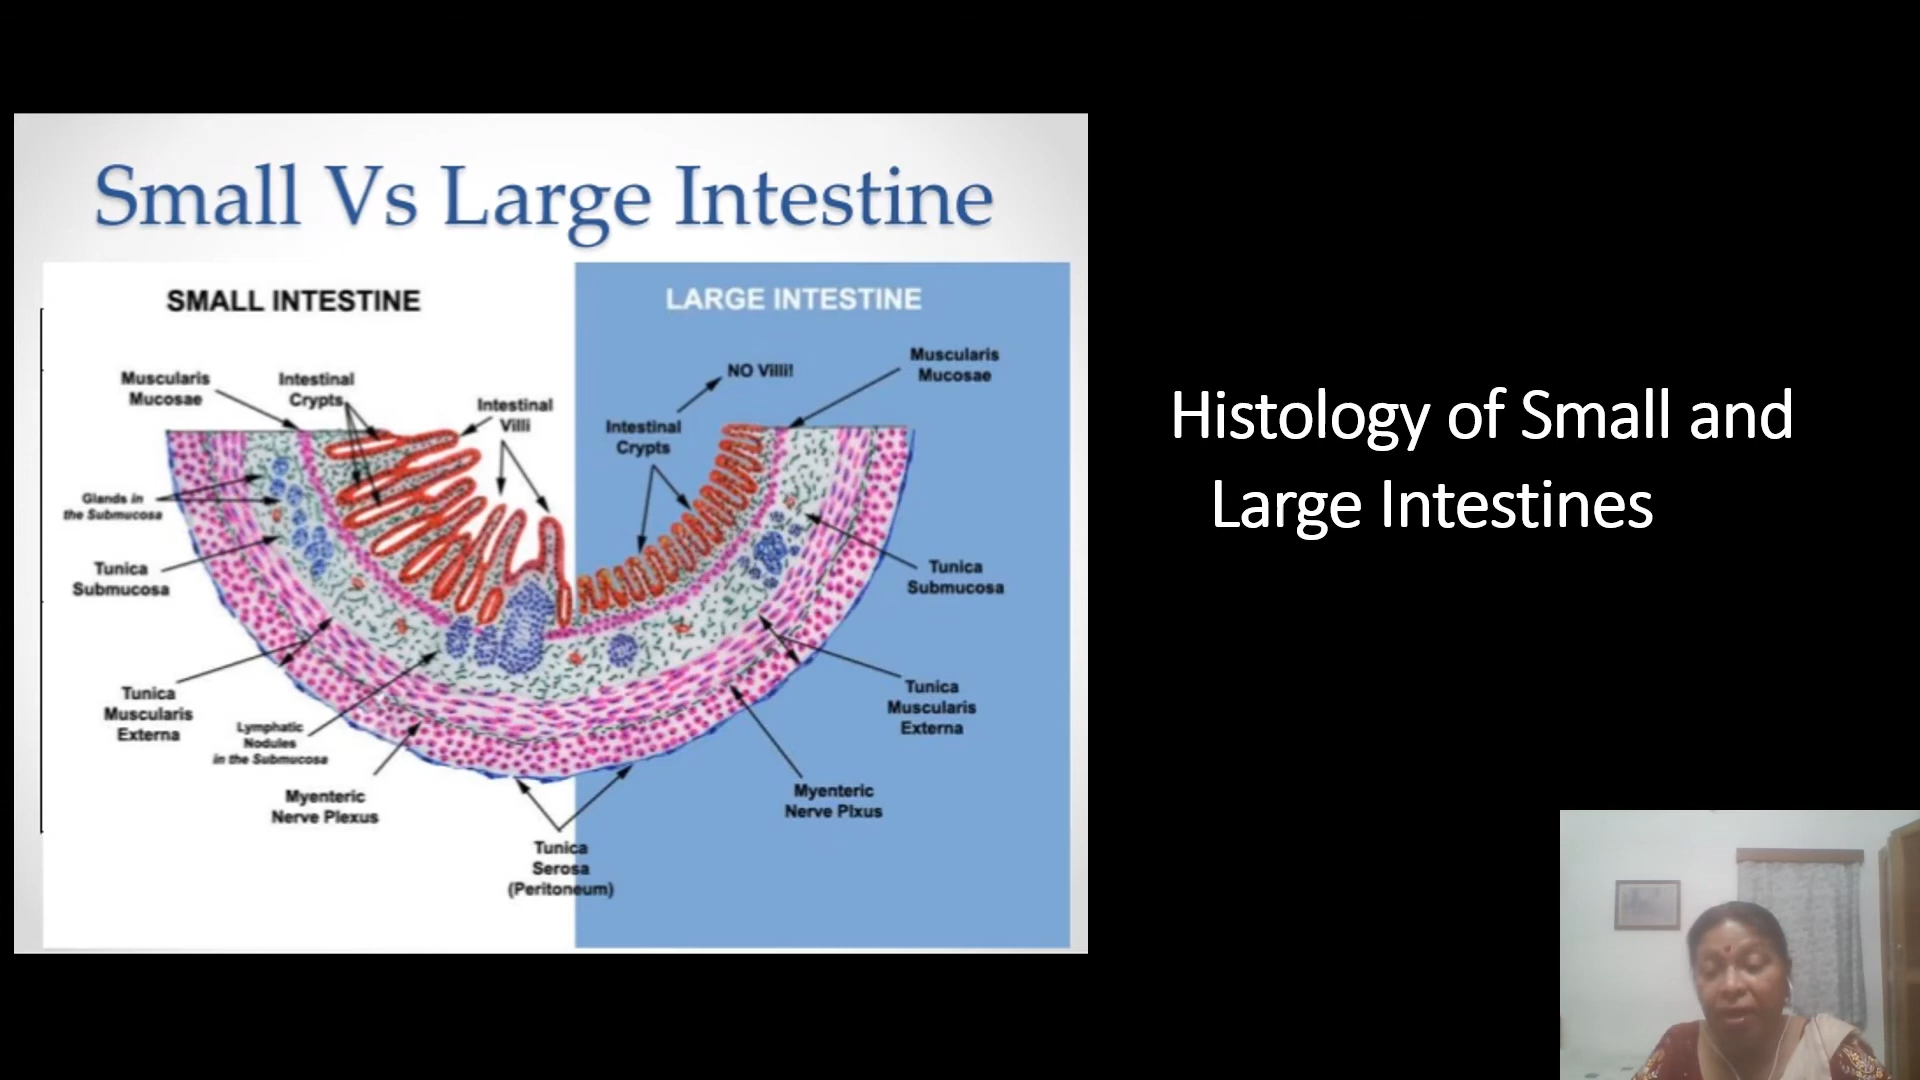 Small Vs Large Intestine
SMALL INTESTINE
LARGE INTESTINE
Muscularis
Mucosae
Intestinal
Crypts
Intestinal
Villi
Glands in
the Submucosa
Tunica
Submucosa
Tunica
Muscularis
Externa
Lymphatic
Nodules
in the Submucosa
Myenteric
Nerve Plexus
Tunica
Serosa
(Peritoneum)
NO Villi!
Intestinal
Crypts
Muscularis
Mucosae
Tunica
Submucosa
Tunica
Muscularis
Externa
Myenteric
Nerve Plxus
Histology of Small and
Large Intestines